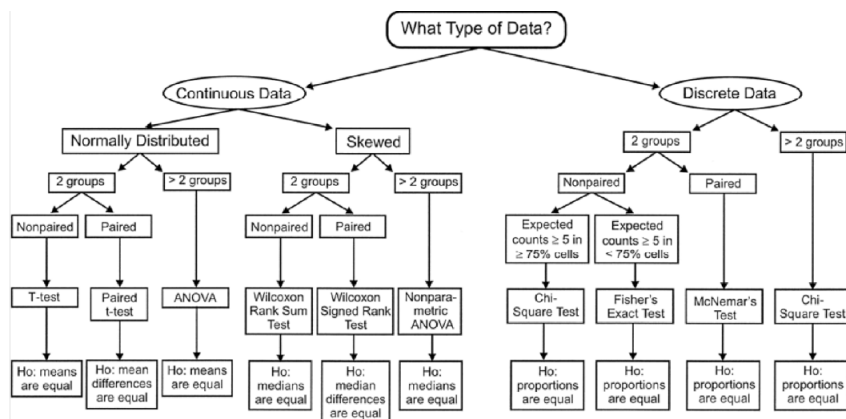 What Type of Data?
Continuous Data
Discrete Data
Normally Distributed
Skewed
2 groups
> 2 groups
2 groups
> 2 groups
2 groups
> 2 groups
Nonpaired
Paired
Nonpaired
Paired
Nonpaired
Paired
Expected
counts ≥ 5 in
≥ 75% cells
Expected
counts ≥ 5 in
< 75% cells
T-test
Paired
t-test
ANOVA
Wilcoxon
Rank Sum
Test
Wilcoxon
Signed Rank
Test
Nonpara-
metric
ANOVA
Chi-
Square Test
Fisher's
Exact Test
McNemar's
Test
Chi-
Square Test
Ho: means
are equal
Ho: mean
differences
are equal
Ho: means
are equal
Ho:
medians are
equal
Ho: median
differences
are equal
Ho:
medians are
equal
Ho:
proportions
are equal
Ho:
proportions
are equal
Ho:
proportions
are equal
Ho:
proportions
are equal